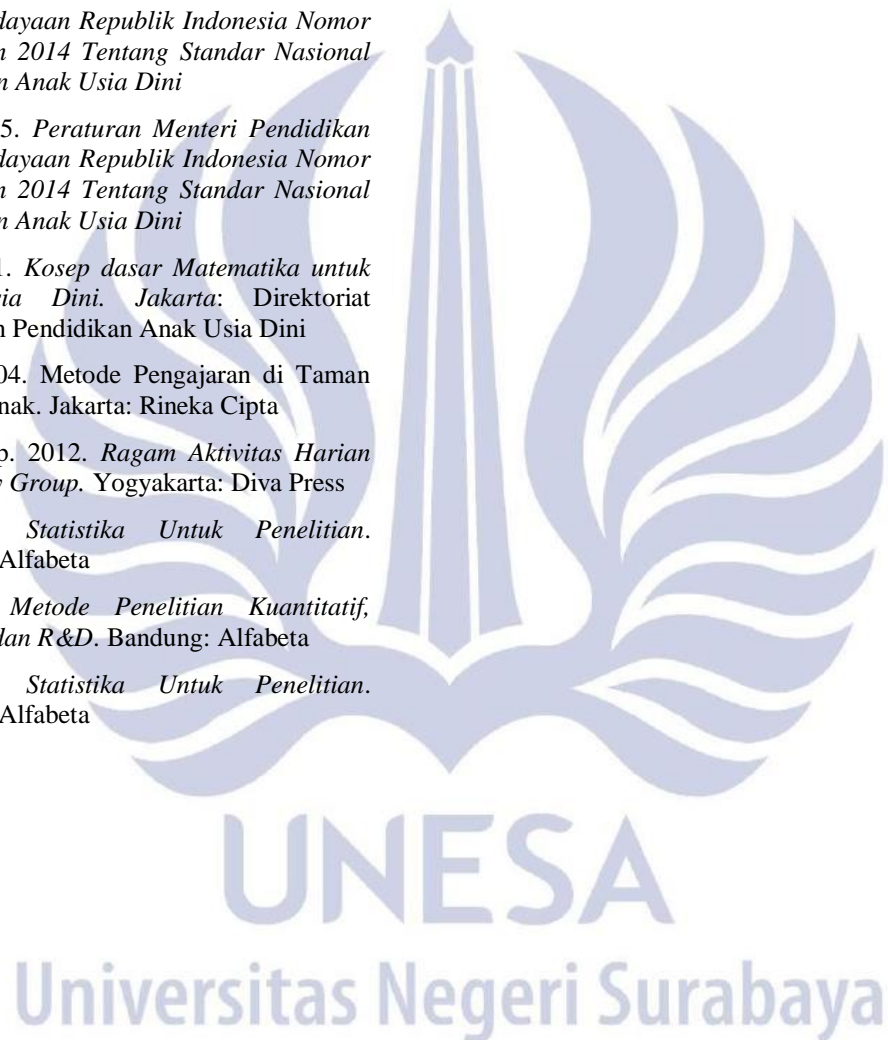 dayaan Republik Indonesia Nomor
n 2014 Tentang Standar Nasional
n Anak Usia Dini
5. Peraturan Menteri Pendidikan
dayaan Republik Indonesia Nomor
n 2014 Tentang Standar Nasional
n Anak Usia Dini
1. Kosep dasar Matematika untuk
ia Dini. Jakarta: Direktoriat
n Pendidikan Anak Usia Dini
04. Metode Pengajaran di Taman
nak. Jakarta: Rineka Cipta
p. 2012. Ragam Aktivitas Harian
Group. Yogyakarta: Diva Press
Statistika Untuk Penelitian.
Alfabeta
Metode Penelitian Kuantitatif,
dan R&D. Bandung: Alfabeta
Statistika Untuk Penelitian.
Alfabeta
UNESA
Universitas Negeri Surabaya